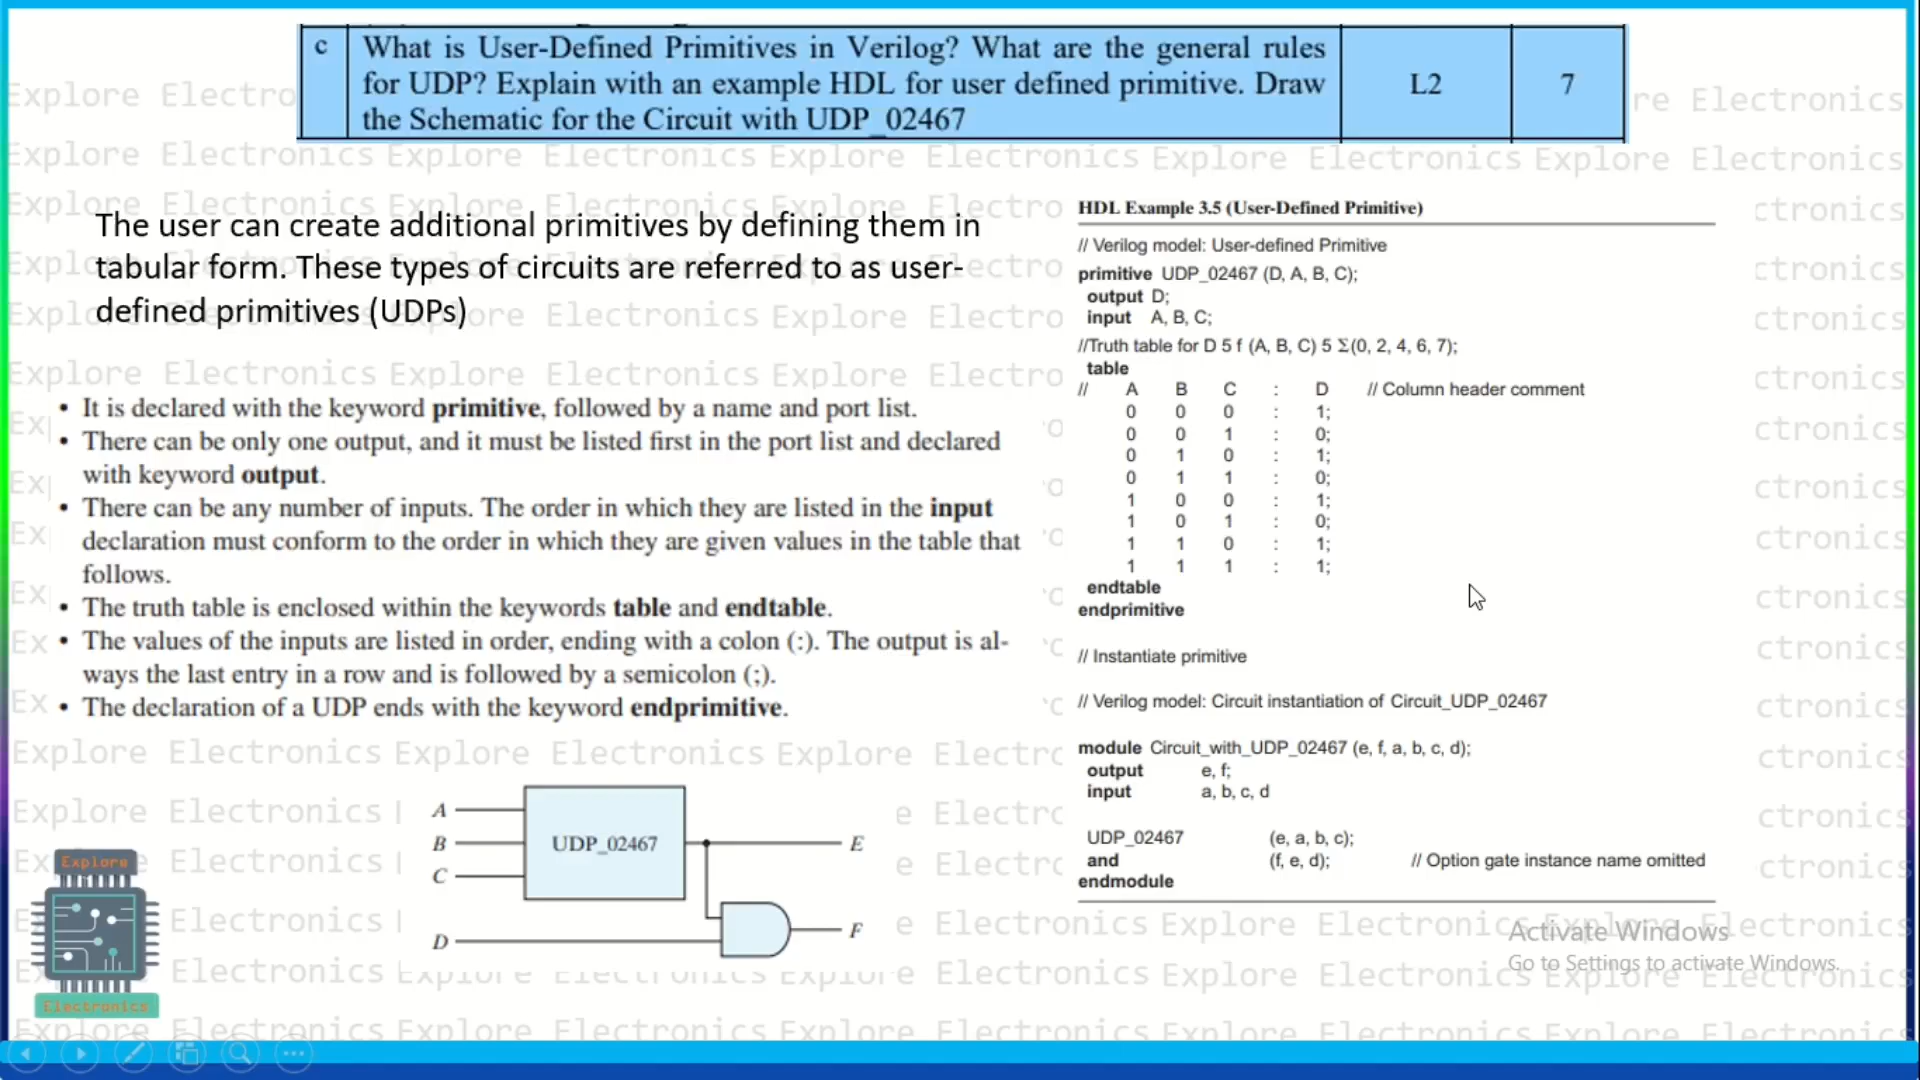 c What is User-Defined Primitives in Verilog? What are the general rules L2 7
for UDP? Explain with an example HDL for user defined primitive. Draw
the Schematic for the Circuit with UDP_02467
The user can create additional primitives by defining them in
tabular form. These types of circuits are referred to as user-
defined primitives (UDPs)
• It is declared with the keyword primitive, followed by a name and port list.
• There can be only one output, and it must be listed first in the port list and declared
with keyword output.
• There can be any number of inputs. The order in which they are listed in the input
declaration must conform to the order in which they are given values in the table that
follows.
• The truth table is enclosed within the keywords table and endtable.
• The values of the inputs are listed in order, ending with a colon (:). The output is al-
ways the last entry in a row and is followed by a semicolon (;).
• The declaration of a UDP ends with the keyword endprimitive.
A
B UDP_02467 E
C
D F
HDL Example 3.5 (User-Defined Primitive)
// Verilog model: User-defined Primitive
primitive UDP_02467 (D, A, B, C);
output D;
input A, B, C;
//Truth table for D 5 f (A, B, C) 5 Σ(0, 2, 4, 6, 7);
table
// A B C : D // Column header comment
0 0 0 : 1;
0 0 1 : 0;
0 1 0 : 1;
0 1 1 : 0;
1 0 0 : 1;
1 0 1 : 0;
1 1 0 : 1;
1 1 1 : 1;
endtable
endprimitive
// Instantiate primitive
// Verilog model: Circuit instantiation of Circuit_UDP_02467
module Circuit_with_UDP_02467 (e, f, a, b, c, d);
output e, f;
input a, b, c, d
UDP_02467 (e, a, b, c);
and (f, e, d); // Option gate instance name omitted
endmodule
Explore
Electronics
Activate Windows
Go to Settings to activate Windows.